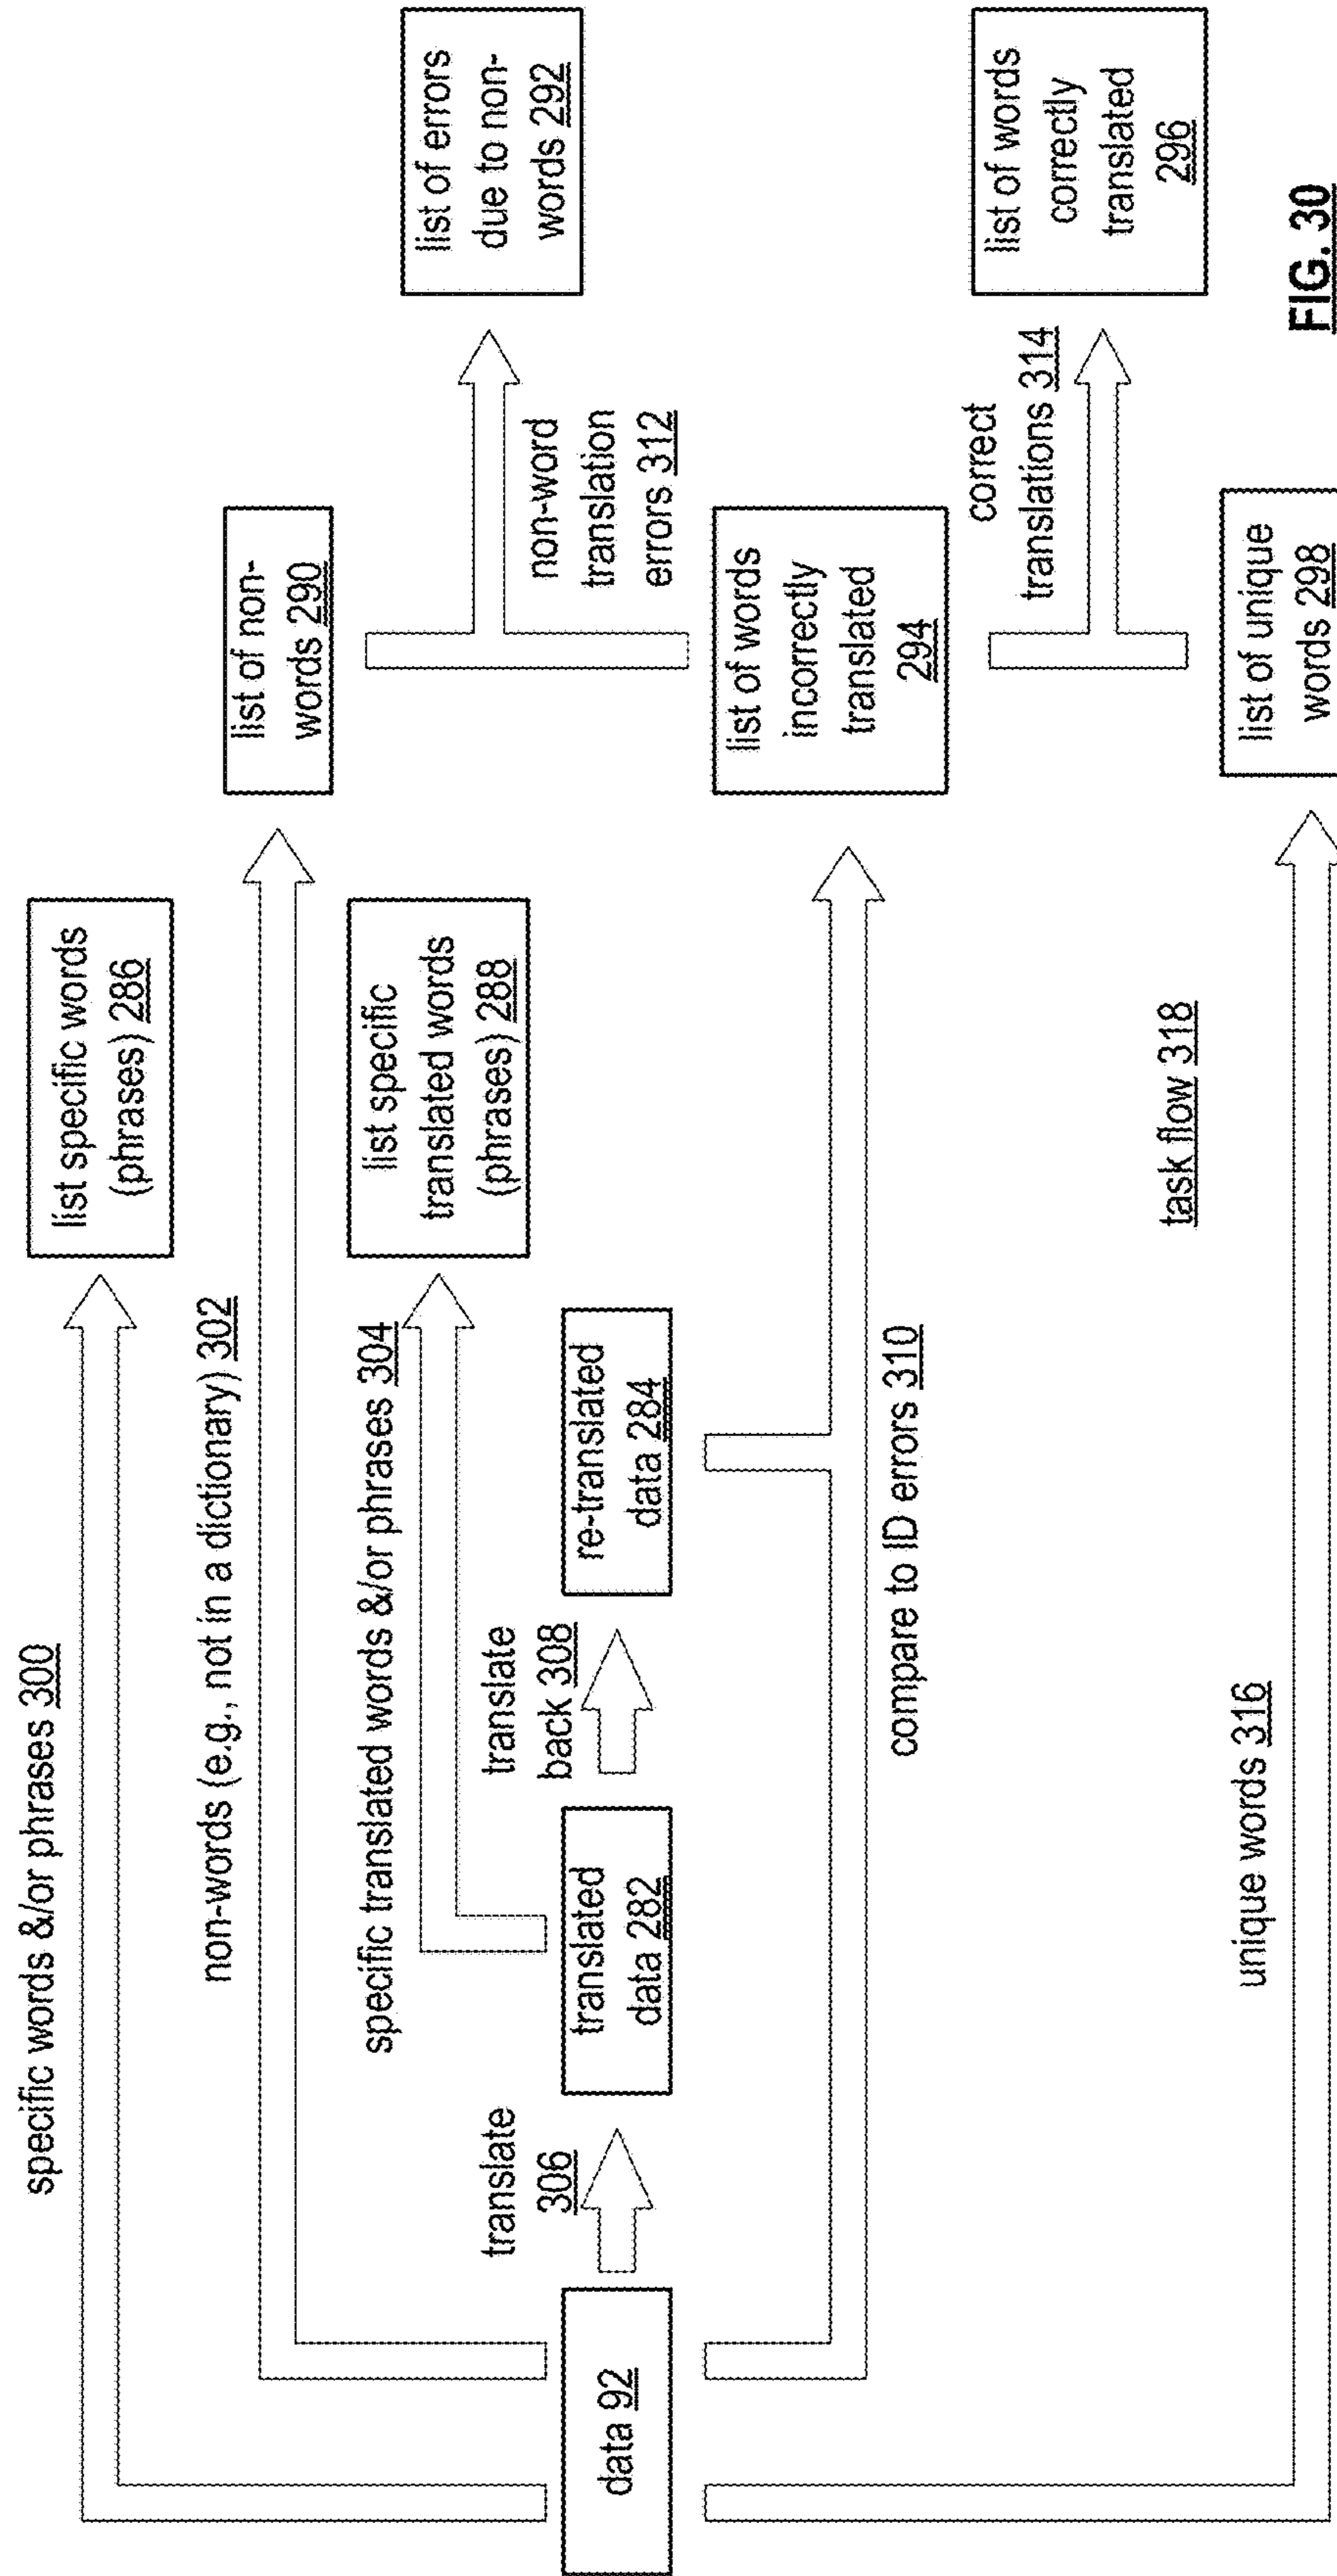 specific words &/or phrases 300
list specific words
(phrases) 286
non-words (e.g., not in a dictionary) 302
list of non-
words 290
specific translated words &/or phrases 304
list specific
translated words
(phrases) 288
list of errors
due to non-
words 292
non-word
translation
errors 312
data 92
translate
306
translated
data 282
translate
back 308
re-translated
data 284
compare to ID errors 310
list of words
incorrectly
translated
294
correct
translations 314
list of words
correctly
translated
296
task flow 318
unique words 316
list of unique
words 298
FIG. 30